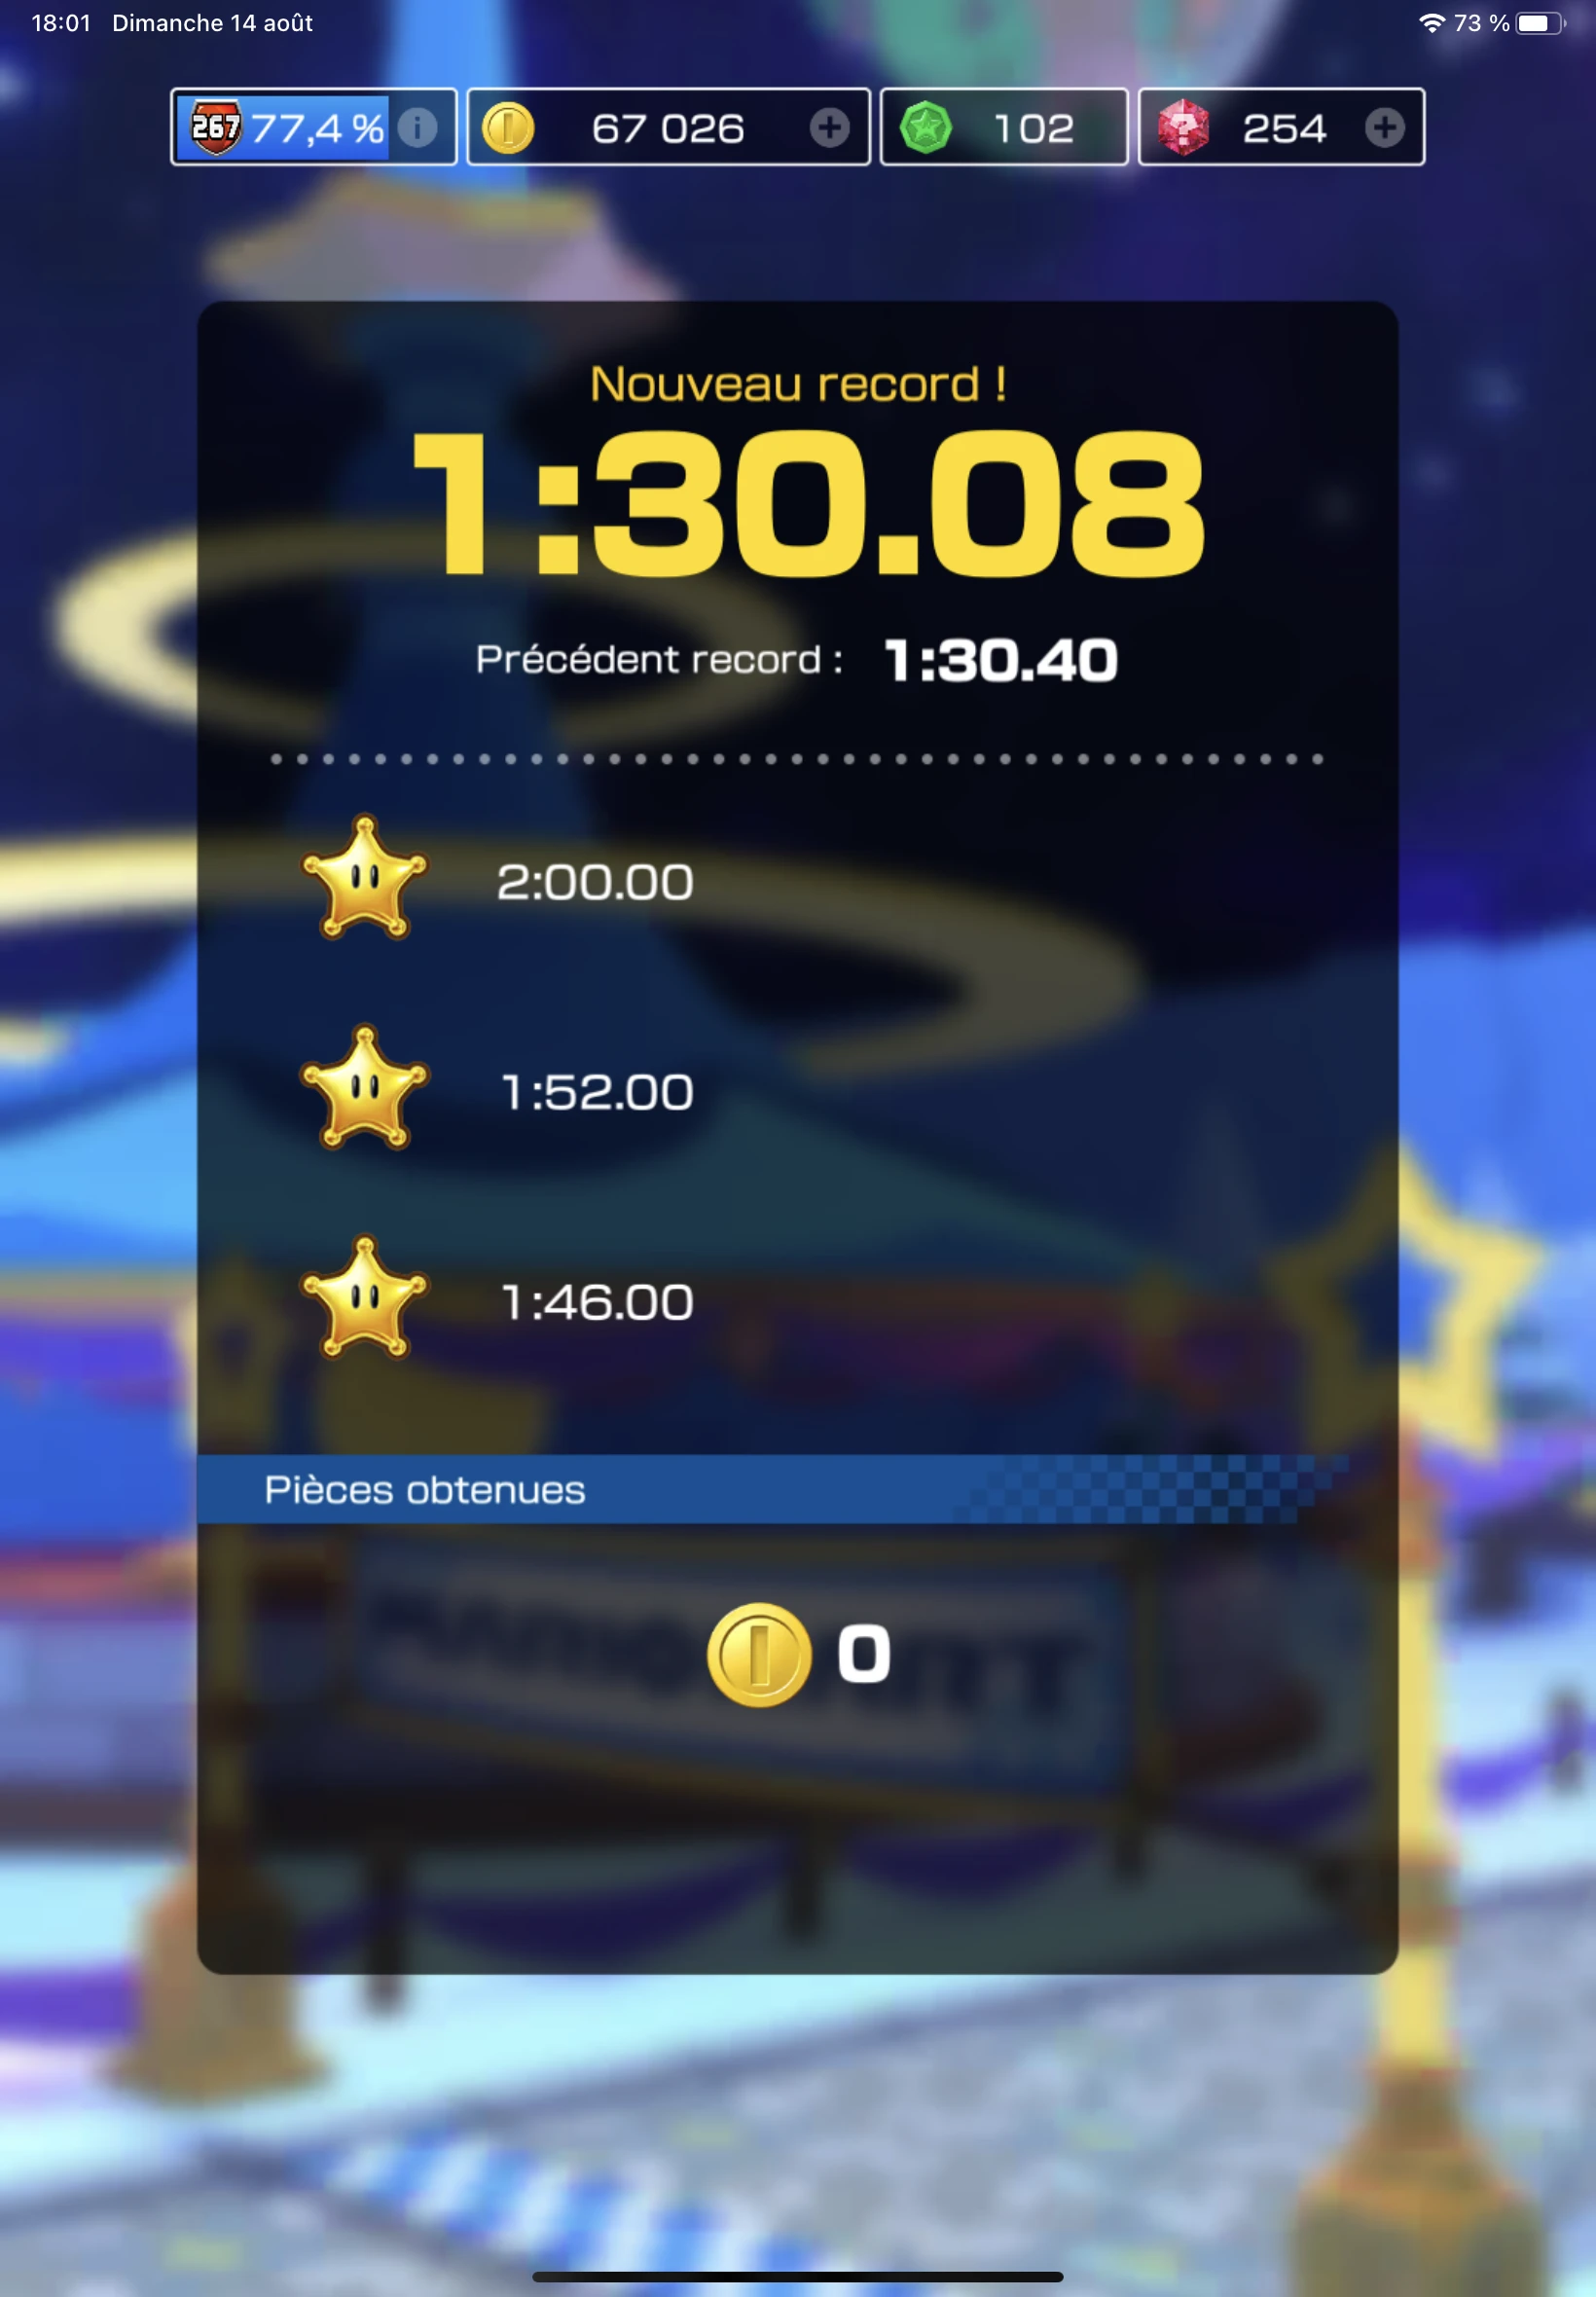 18:01 Dimanche 14 août 73 %
267 77,4 % i 67 026 + 102 ? 254 +
Nouveau record !
1:30.08
Précédent record : 1:30.40
2:00.00
1:52.00
1:46.00
Pièces obtenues
0